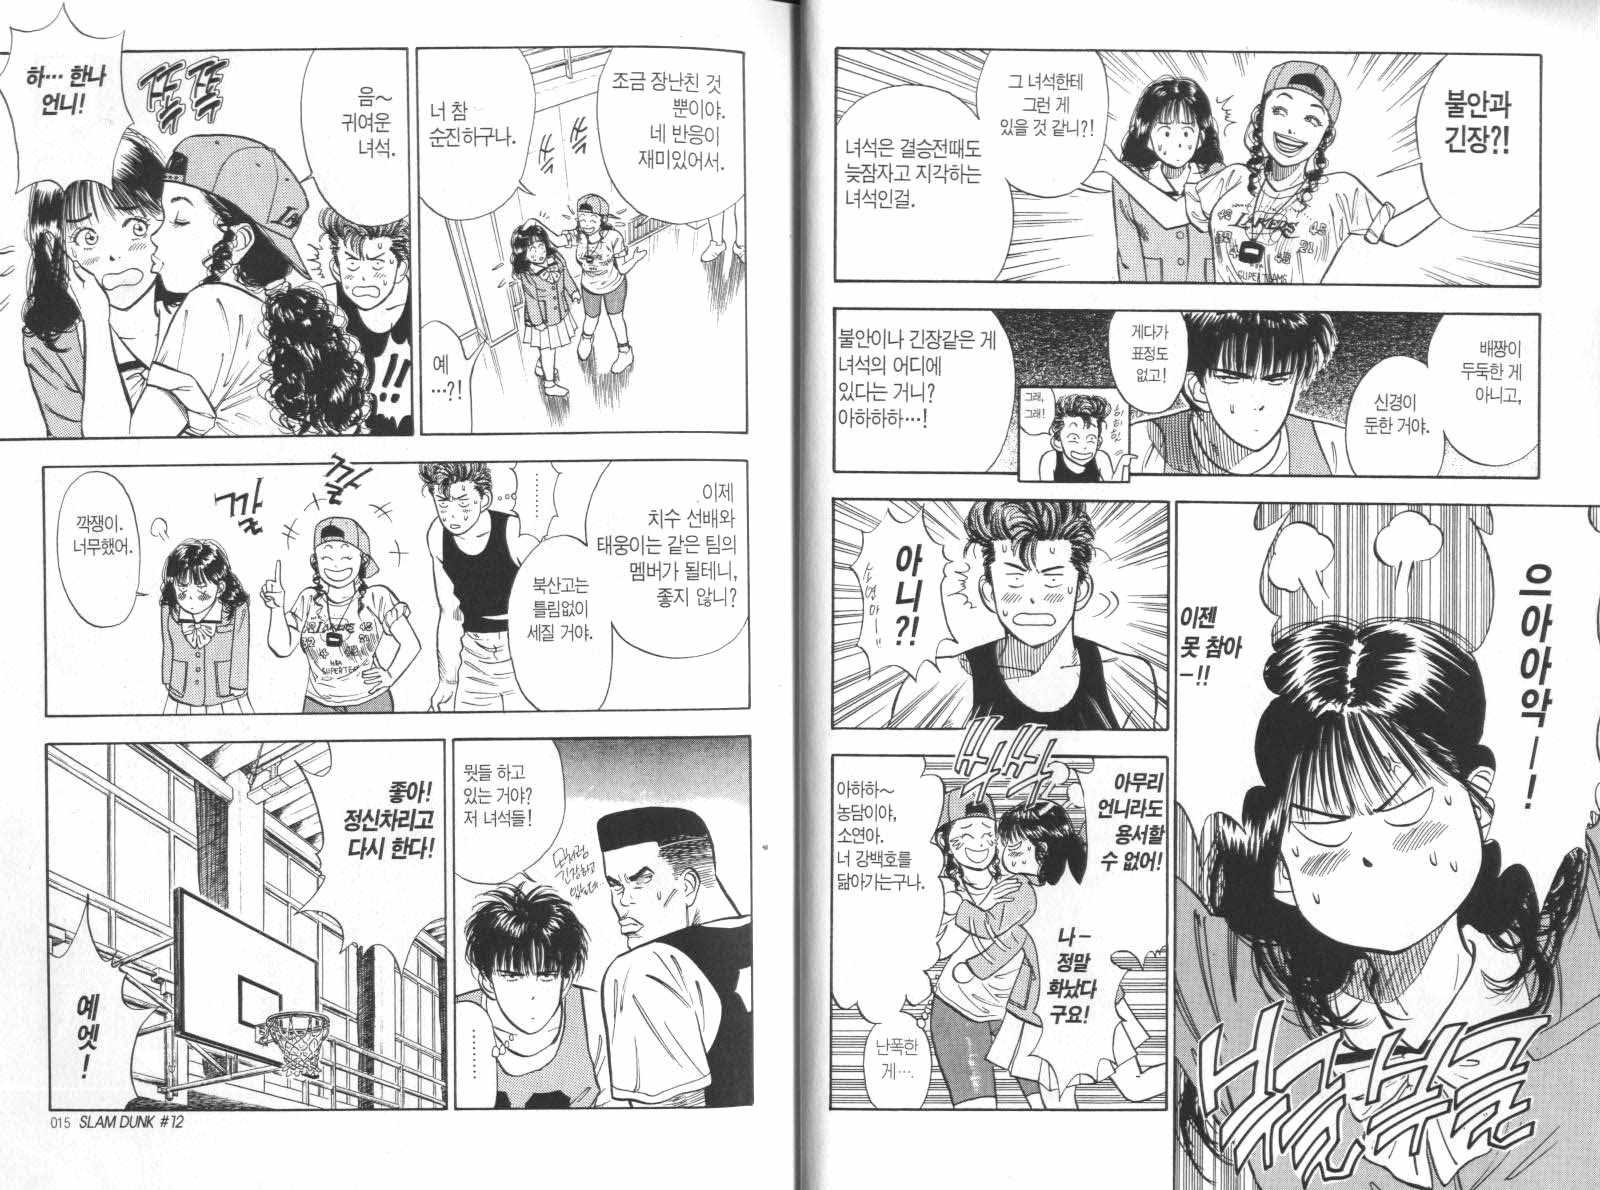 불안과
긴장?!
그 녀석한테
그런 게
있을 것 같니?!
녀석은 결승전때도
늦잠자고 지각하는
녀석인걸.
LAKERS
배짱이
두둑한 게
아니고,
신경이
둔한 거야.
게다가
표정도
없고!
그래,
그래!
불안이나 긴장같은 게
녀석의 어디에
있다는 거니?
아하하하…!
으아아악—!
이젠
못 참아
—!!
부글부글
아니?!
소연아—
아무리
언니라도
용서할
수 없어!
나—
정말
화났다
구요!
아하하~
농담이야,
소연아.
너 강백호를
닮아가는구나.
난폭한
게….
조금 장난친 것
뿐이야.
네 반응이
재미있어서.
너 참
순진하구나.
예
…?!
음~
귀여운
녀석.
하… 한나
언니!
쪽쪽
!!
이제
치수 선배와
태웅이는 같은 팀의
멤버가 될테니,
좋지 않니?
북산고는
틀림없이
세질 거야.
………
깔깔
LAKERS
NBA
깍쟁이.
너무했어.
뭣들 하고
있는 거야?
저 녀석들!
………
좋아!
정신차리고
다시 한다!
예엣!
015 SLAM DUNK #12